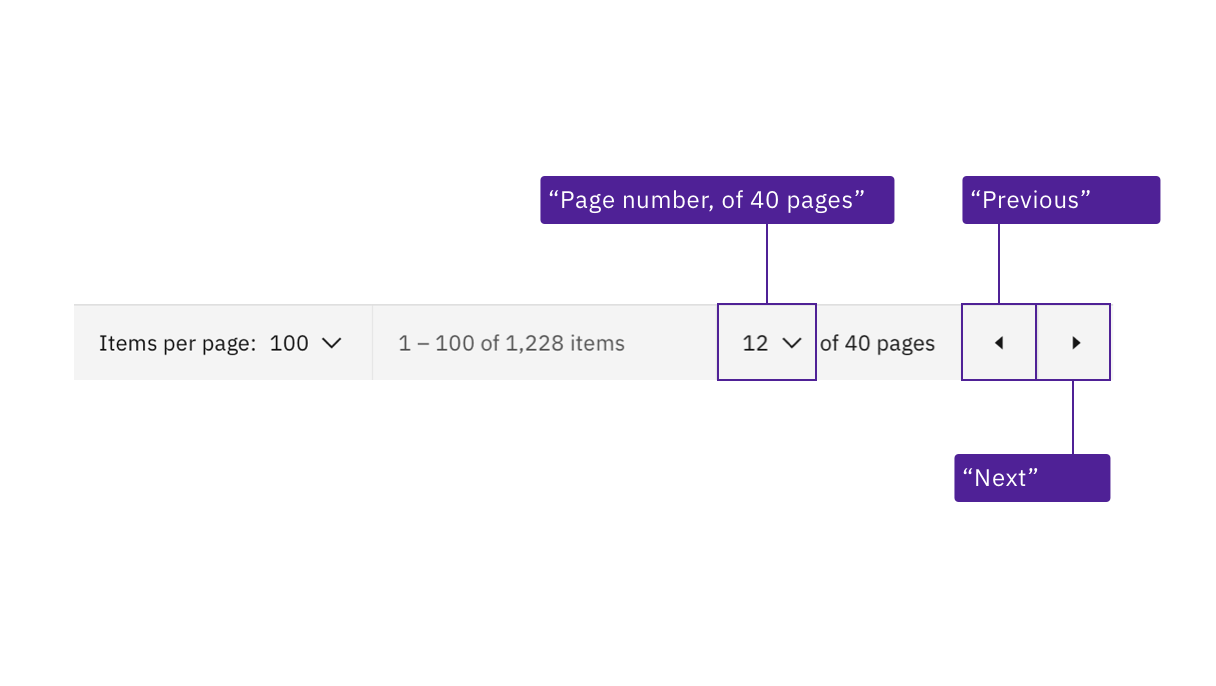 “Page number, of 40 pages”
“Previous”
Items per page: 100
1 – 100 of 1,228 items
12
of 40 pages
“Next”